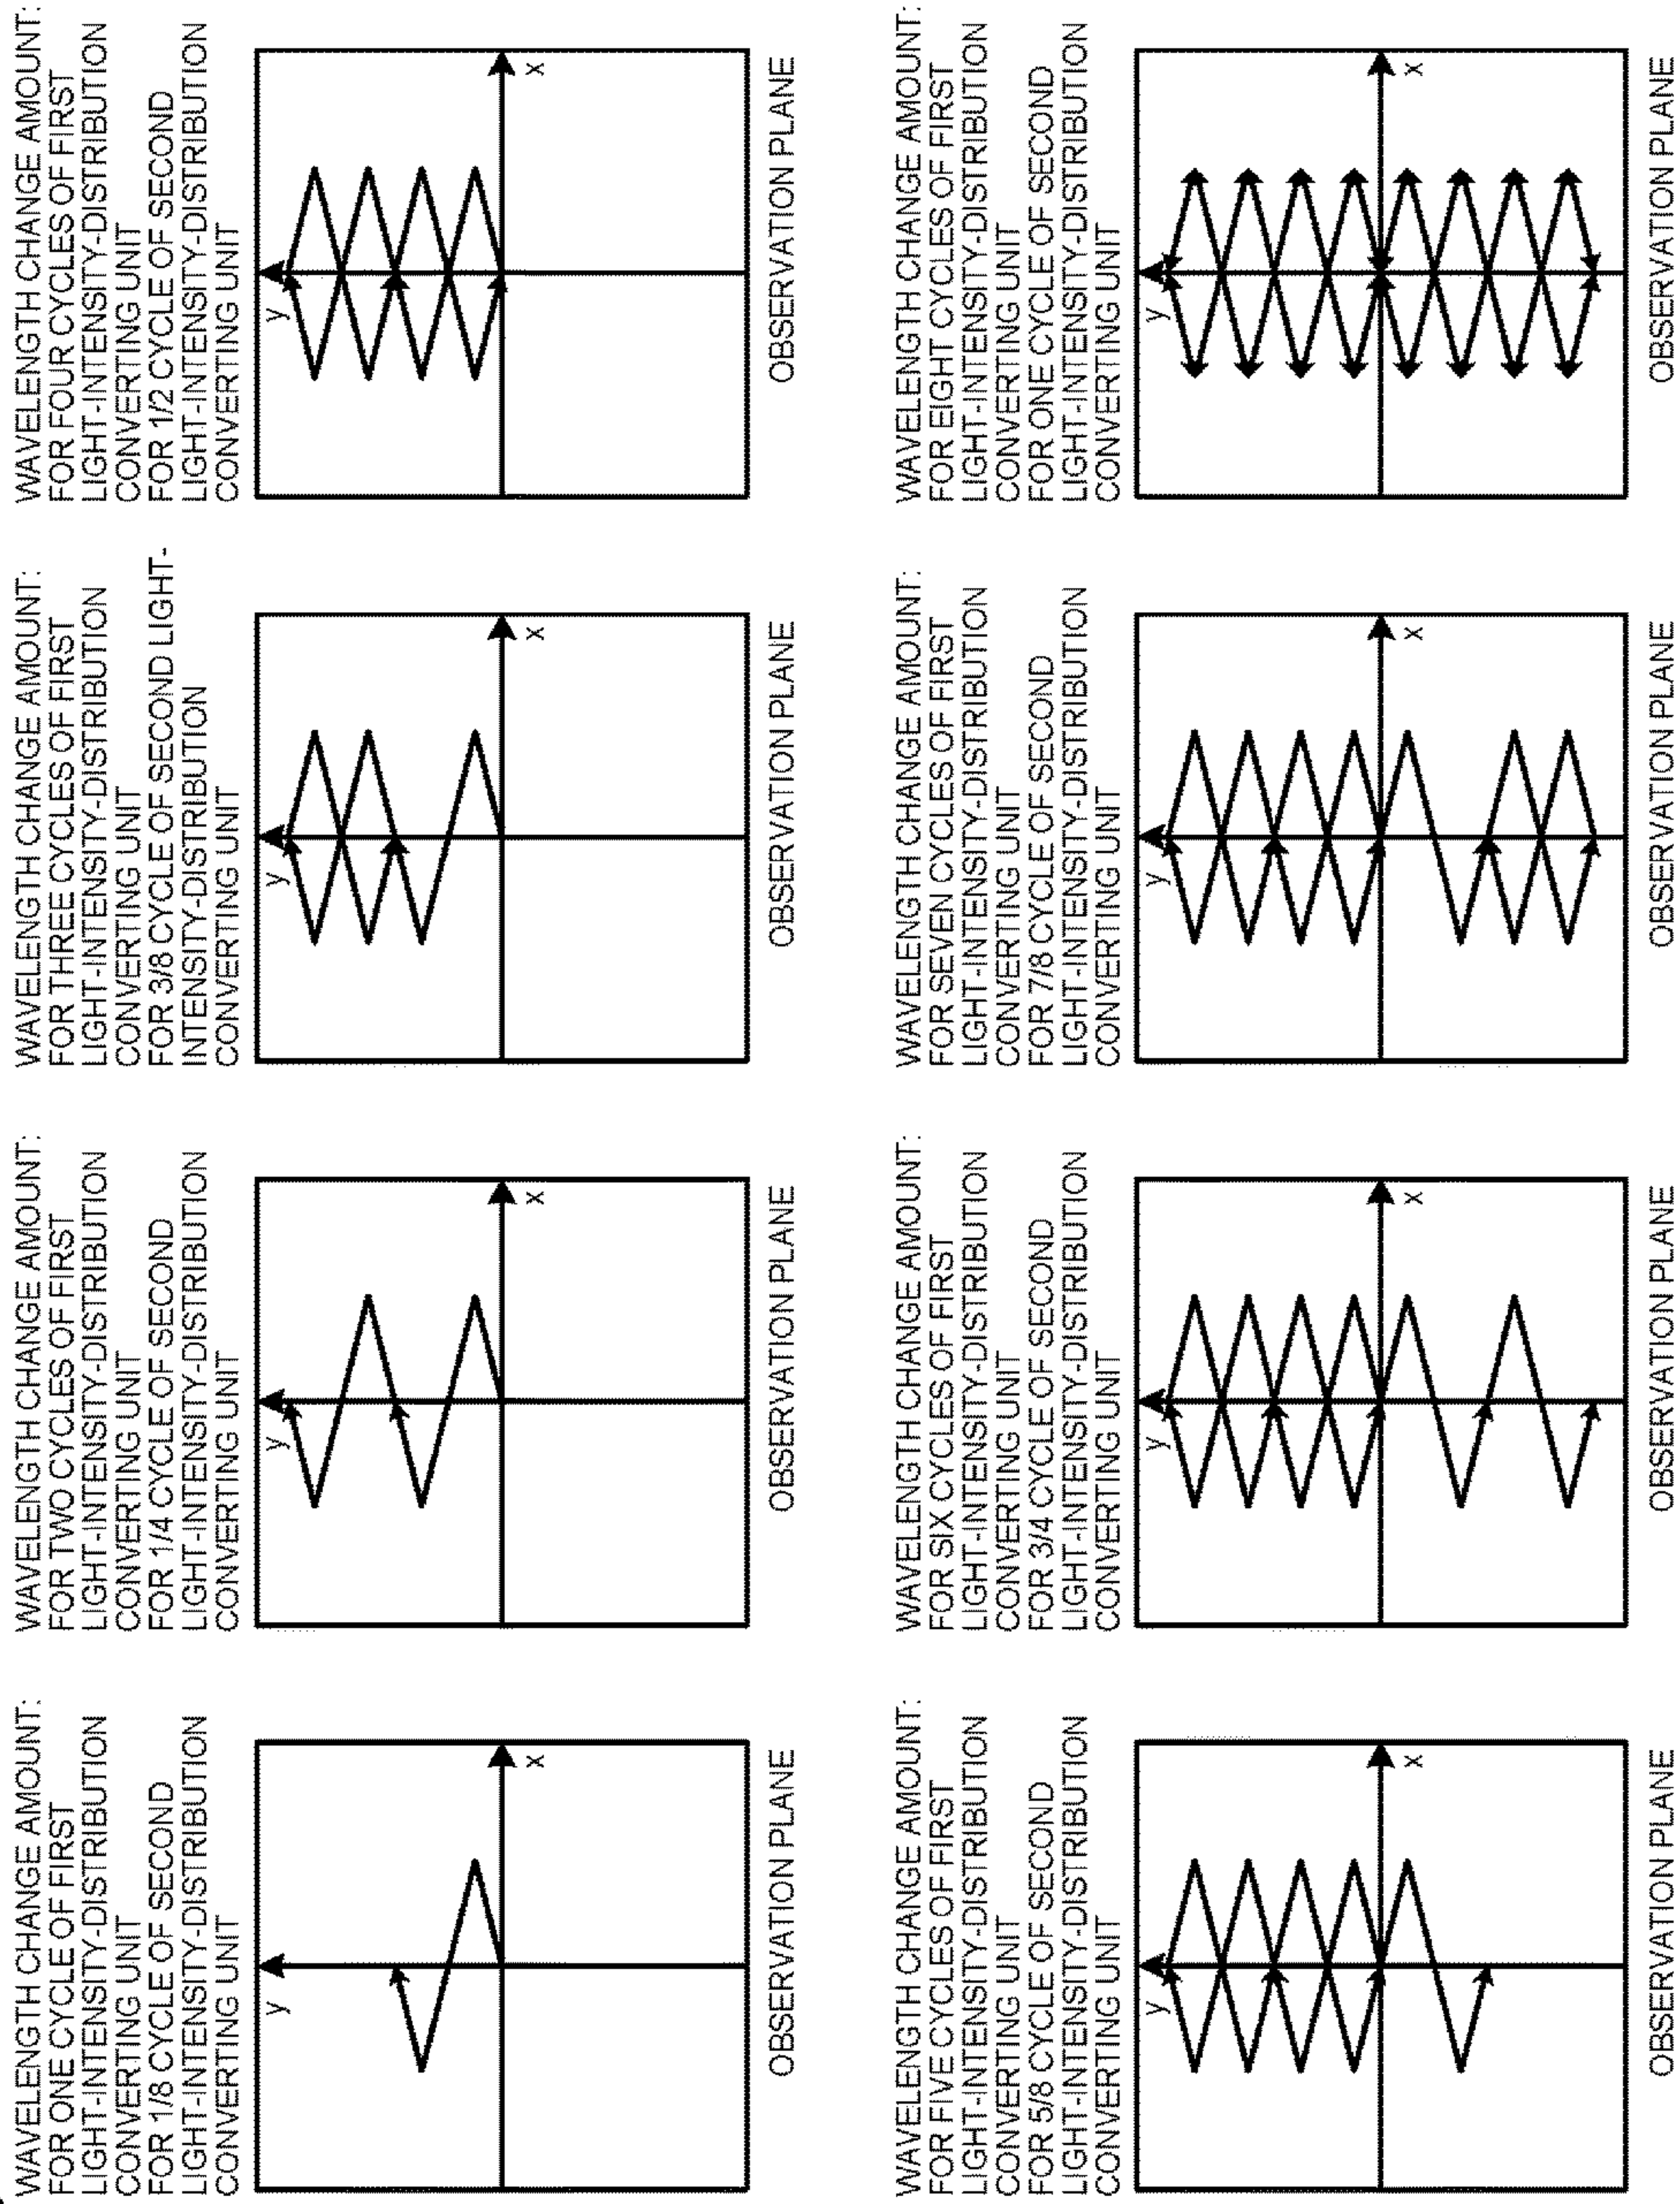 WAVELENGTH CHANGE AMOUNT:
FOR ONE CYCLE OF FIRST
LIGHT-INTENSITY-DISTRIBUTION
CONVERTING UNIT
FOR 1/8 CYCLE OF SECOND
LIGHT-INTENSITY-DISTRIBUTION
CONVERTING UNIT
y
x
OBSERVATION PLANE
WAVELENGTH CHANGE AMOUNT:
FOR TWO CYCLES OF FIRST
LIGHT-INTENSITY-DISTRIBUTION
CONVERTING UNIT
FOR 1/4 CYCLE OF SECOND
LIGHT-INTENSITY-DISTRIBUTION
CONVERTING UNIT
y
x
OBSERVATION PLANE
WAVELENGTH CHANGE AMOUNT:
FOR THREE CYCLES OF FIRST
LIGHT-INTENSITY-DISTRIBUTION
CONVERTING UNIT
FOR 3/8 CYCLE OF SECOND LIGHT-
INTENSITY-DISTRIBUTION
CONVERTING UNIT
y
x
OBSERVATION PLANE
WAVELENGTH CHANGE AMOUNT:
FOR FOUR CYCLES OF FIRST
LIGHT-INTENSITY-DISTRIBUTION
CONVERTING UNIT
FOR 1/2 CYCLE OF SECOND
LIGHT-INTENSITY-DISTRIBUTION
CONVERTING UNIT
y
x
OBSERVATION PLANE
WAVELENGTH CHANGE AMOUNT:
FOR FIVE CYCLES OF FIRST
LIGHT-INTENSITY-DISTRIBUTION
CONVERTING UNIT
FOR 5/8 CYCLE OF SECOND
LIGHT-INTENSITY-DISTRIBUTION
CONVERTING UNIT
y
x
OBSERVATION PLANE
WAVELENGTH CHANGE AMOUNT:
FOR SIX CYCLES OF FIRST
LIGHT-INTENSITY-DISTRIBUTION
CONVERTING UNIT
FOR 3/4 CYCLE OF SECOND
LIGHT-INTENSITY-DISTRIBUTION
CONVERTING UNIT
y
x
OBSERVATION PLANE
WAVELENGTH CHANGE AMOUNT:
FOR SEVEN CYCLES OF FIRST
LIGHT-INTENSITY-DISTRIBUTION
CONVERTING UNIT
FOR 7/8 CYCLE OF SECOND
LIGHT-INTENSITY-DISTRIBUTION
CONVERTING UNIT
y
x
OBSERVATION PLANE
WAVELENGTH CHANGE AMOUNT:
FOR EIGHT CYCLES OF FIRST
LIGHT-INTENSITY-DISTRIBUTION
CONVERTING UNIT
FOR ONE CYCLE OF SECOND
LIGHT-INTENSITY-DISTRIBUTION
CONVERTING UNIT
y
x
OBSERVATION PLANE